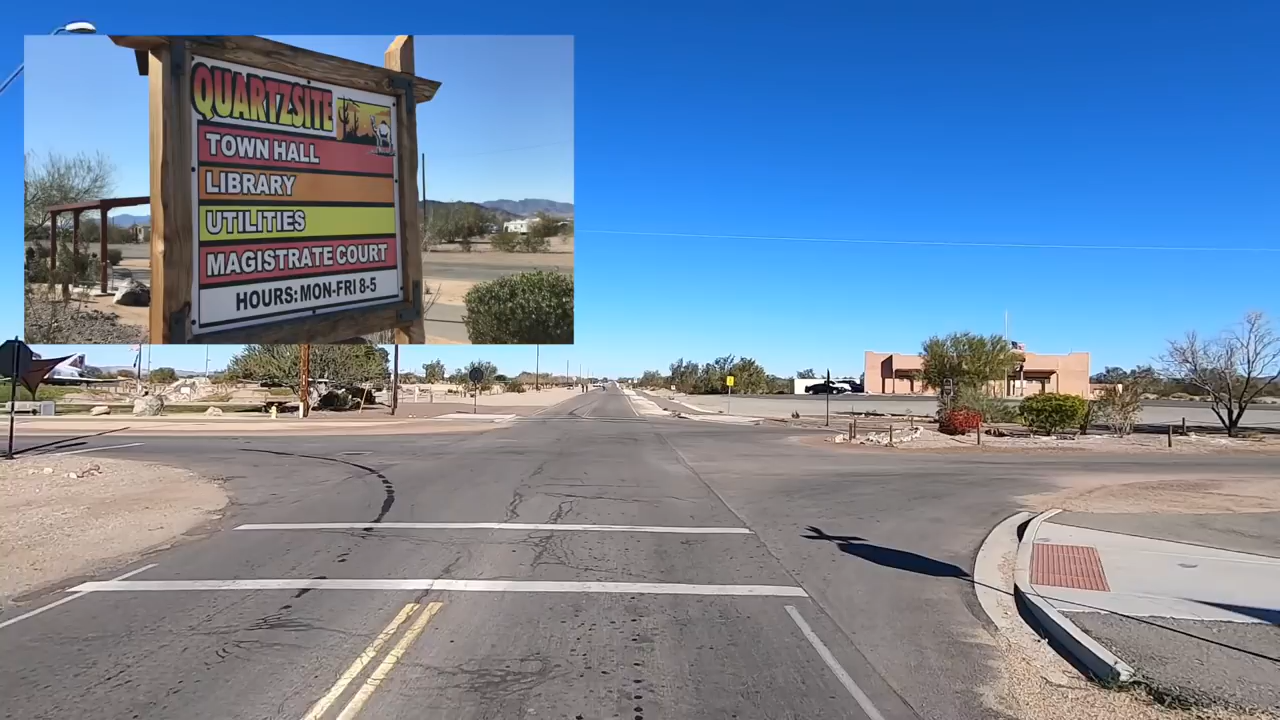 QUARTZSITE
TOWN HALL
LIBRARY
UTILITIES
MAGISTRATE COURT
HOURS: MON-FRI 8-5